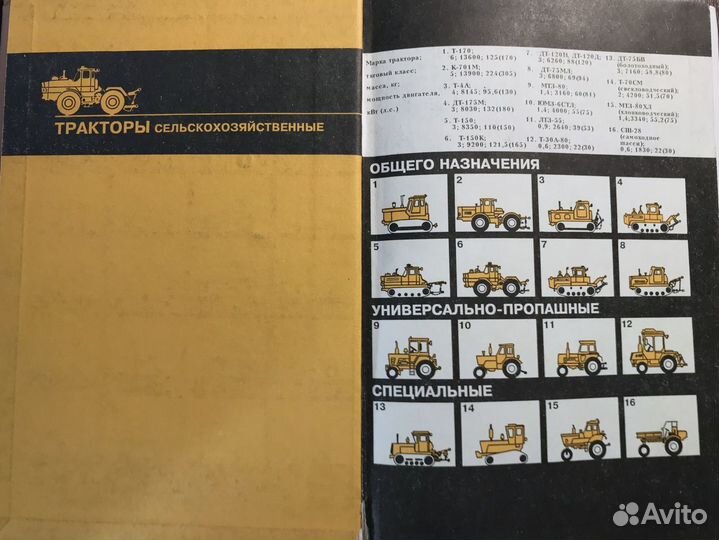 ТРАКТОРЫ СЕЛЬСКОХОЗЯЙСТВЕННЫЕ
Марка трактора;
тяговый класс;
масса, кг;
мощность двигателя,
кВт (л.с.)
1. Т-170;
6; 13600; 125(170)
2. К-701М;
5; 13900; 224(305)
3. Т-4А;
4; 8145; 95,6(130)
4. ДТ-175М;
3; 8030; 132(180)
5. Т-150;
3; 8350; 110(150)
6. Т-150К;
3; 9200; 121,5(165)
7. ДТ-120Н, ДТ-120Д;
3; 6260; 88(120)
8. ДТ-75МЛ;
3; 6800; 69(94)
9. МТЗ-80;
1,4; 3160; 60(81)
10. ЮМЗ-6СТЛ;
1,4; 4000; 55(75)
11. ЛТЗ-55;
0,9; 2640; 39(53)
12. Т-30А-80;
0,6; 2300; 22(30)
13. ДТ-75БВ
(болотоходный);
3; 7160; 58,8(80)
14. Т-70СМ
(свекловодческий);
2; 4200; 51,5(70)
15. МТЗ-80ХЛ
(хлопководческий);
1,4; 3340; 55,2(75)
16. СШ-28
(самоходное
шасси);
0,6; 1830; 22(30)
ОБЩЕГО НАЗНАЧЕНИЯ
1 2 3 4
5 6 7 8
УНИВЕРСАЛЬНО-ПРОПАШНЫЕ
9 10 11 12
СПЕЦИАЛЬНЫЕ
13 14 15 16
Avito